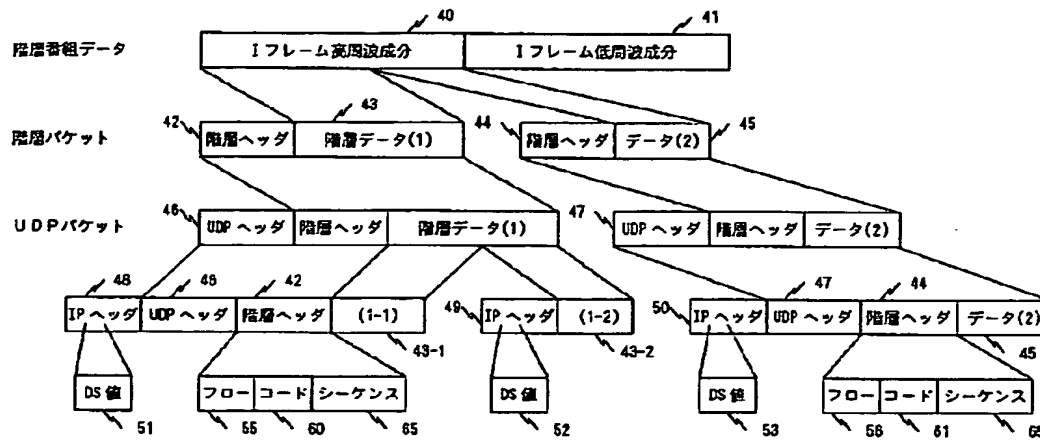 40
41
階層番組データ
Iフレーム高周波成分
Iフレーム低周波成分
42
43
44
45
階層パケット
階層ヘッダ
階層データ(1)
階層ヘッダ
データ(2)
46
47
UDPパケット
UDPヘッダ
階層ヘッダ
階層データ(1)
UDPヘッダ
階層ヘッダ
データ(2)
48
46
42
49
50
47
44
IPヘッダ
UDPヘッダ
階層ヘッダ
(1-1)
IPヘッダ
(1-2)
IPヘッダ
UDPヘッダ
階層ヘッダ
データ(2)
43-1
43-2
45
DS値
フロー
コード
シーケンス
DS値
DS値
フロー
コード
シーケンス
51
55
60
65
52
53
56
61
65